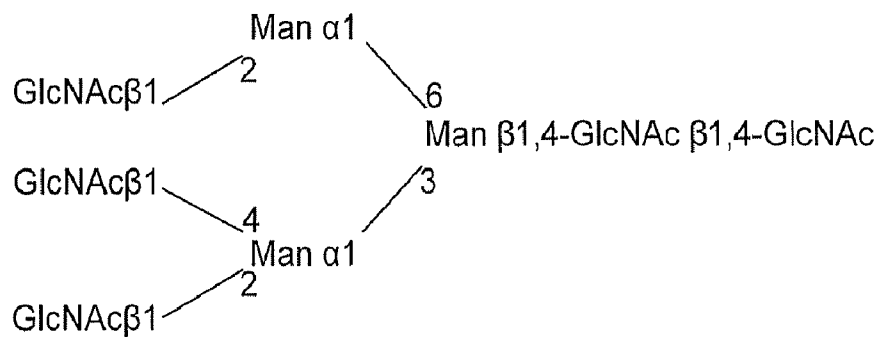 Man α1
2
GlcNAcβ1
6
Man β1,4-GlcNAc β1,4-GlcNAc
GlcNAcβ1
3
4
Man α1
2
GlcNAcβ1